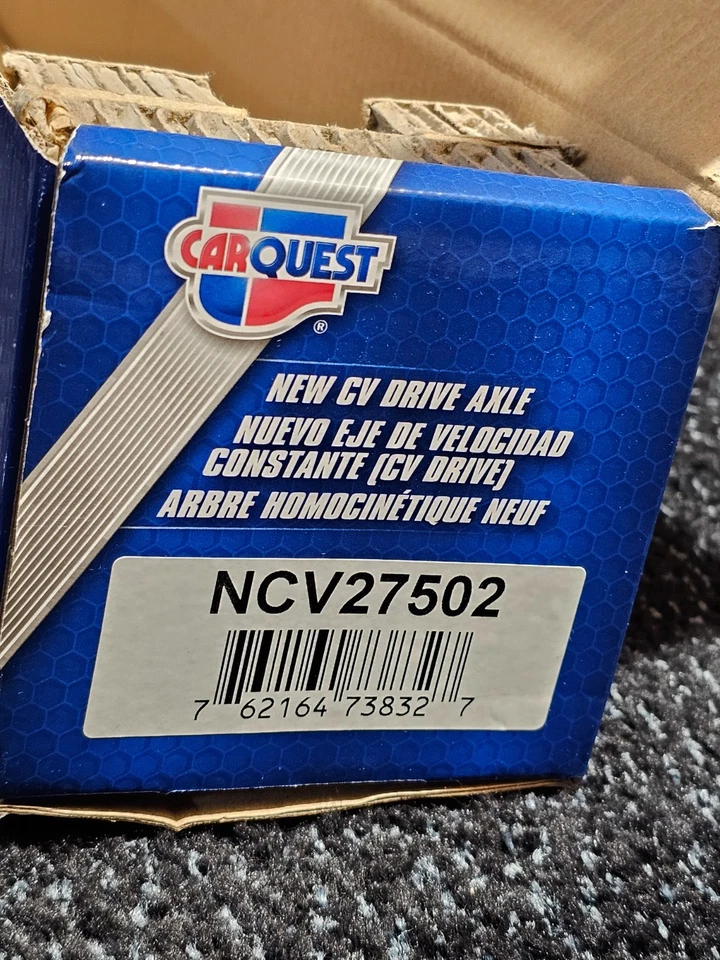 CARQUEST
®
NEW CV DRIVE AXLE
NUEVO EJE DE VELOCIDAD
CONSTANTE (CV DRIVE)
ARBRE HOMOCINÉTIQUE NEUF
NCV27502
7 62164 73832 7